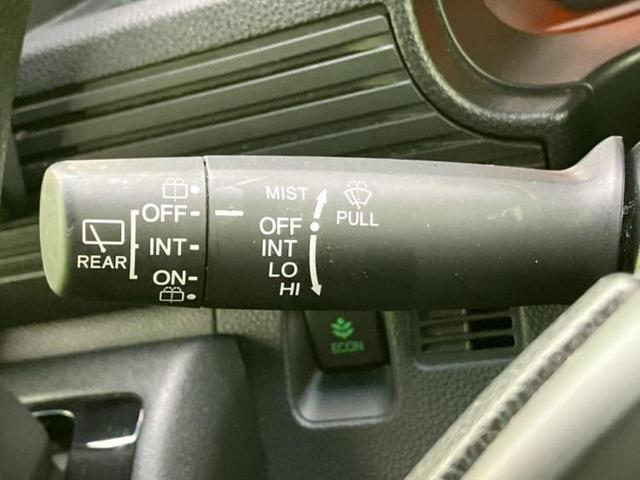 MIST
OFF
PULL
OFF
INT
INT
REAR
LO
ON
HI
ECON